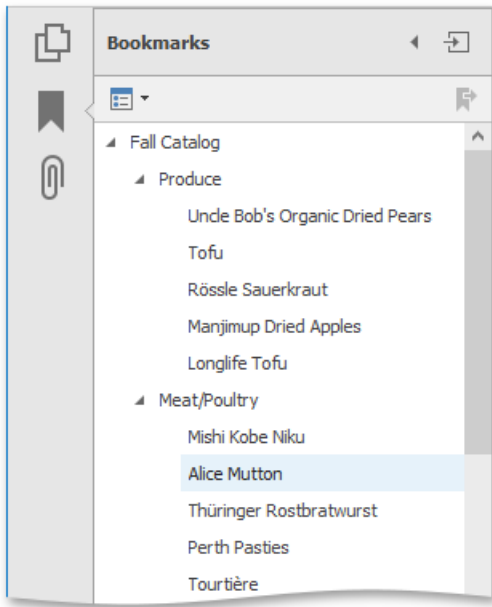 Bookmarks
Fall Catalog
Produce
Uncle Bob's Organic Dried Pears
Tofu
Rössle Sauerkraut
Manjimup Dried Apples
Longlife Tofu
Meat/Poultry
Mishi Kobe Niku
Alice Mutton
Thüringer Rostbratwurst
Perth Pasties
Tourtière